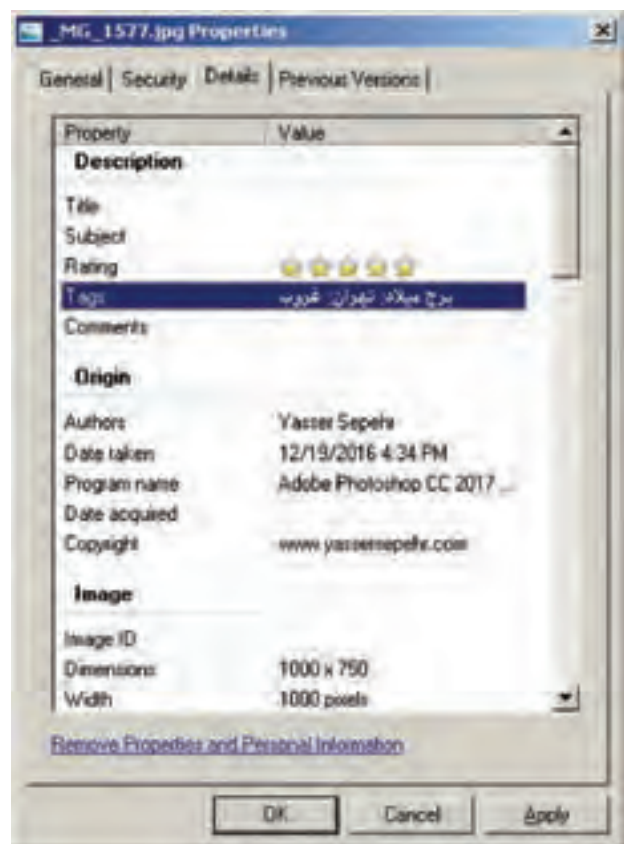 _MG_1577.jpg Properties
General Security Details Previous Versions
Property Value
Description
Title
Subject
Rating
Tags برج میلاد; تهران; غروب
Comments
Origin
Authors Yasser Sepehr
Date taken 12/19/2016 4:34 PM
Program name Adobe Photoshop CC 2017 ...
Date acquired
Copyright www.yassersepehr.com
Image
Image ID
Dimensions 1000 x 750
Width 1000 pixels
Remove Properties and Personal Information
OK Cancel Apply